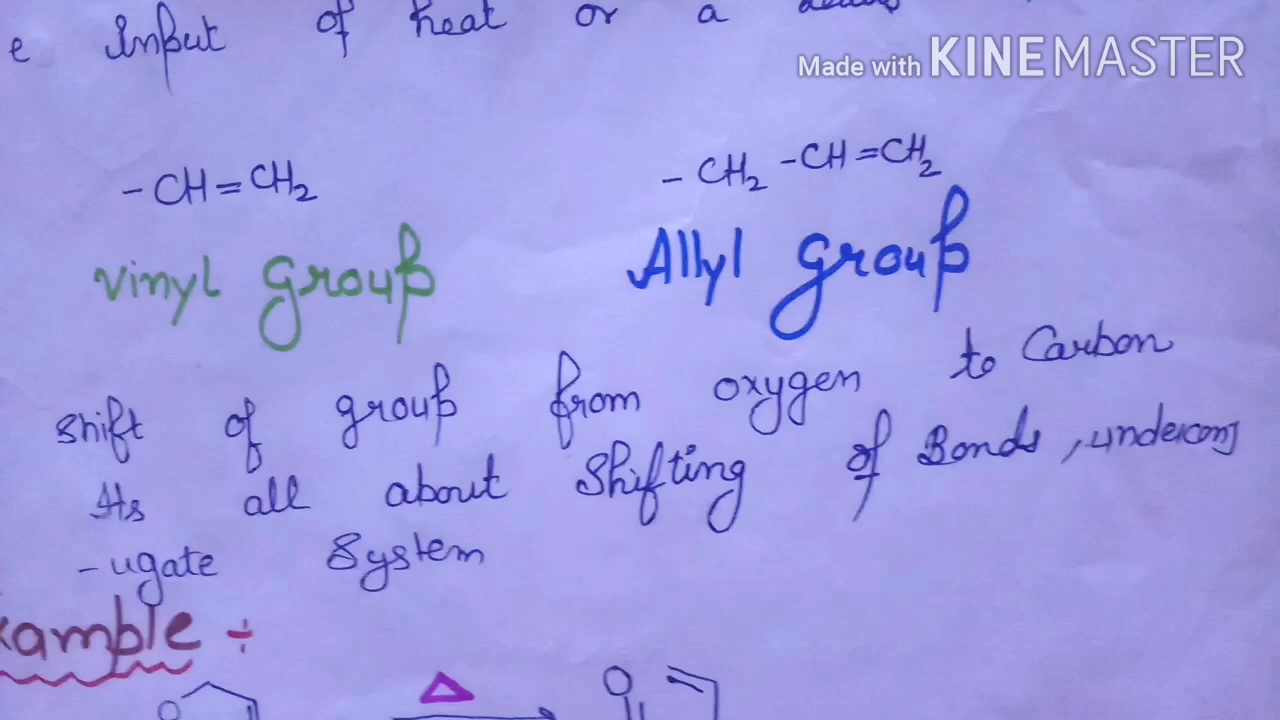 e Input of heat or a
Made with KINEMASTER
-CH=CH₂
-CH₂-CH=CH₂
Vinyl Group
Allyl Group
Shift of group from oxygen to Carbon
Its all about Shifting of Bonds, underconj
-ugate System
xample ÷
Δ
O